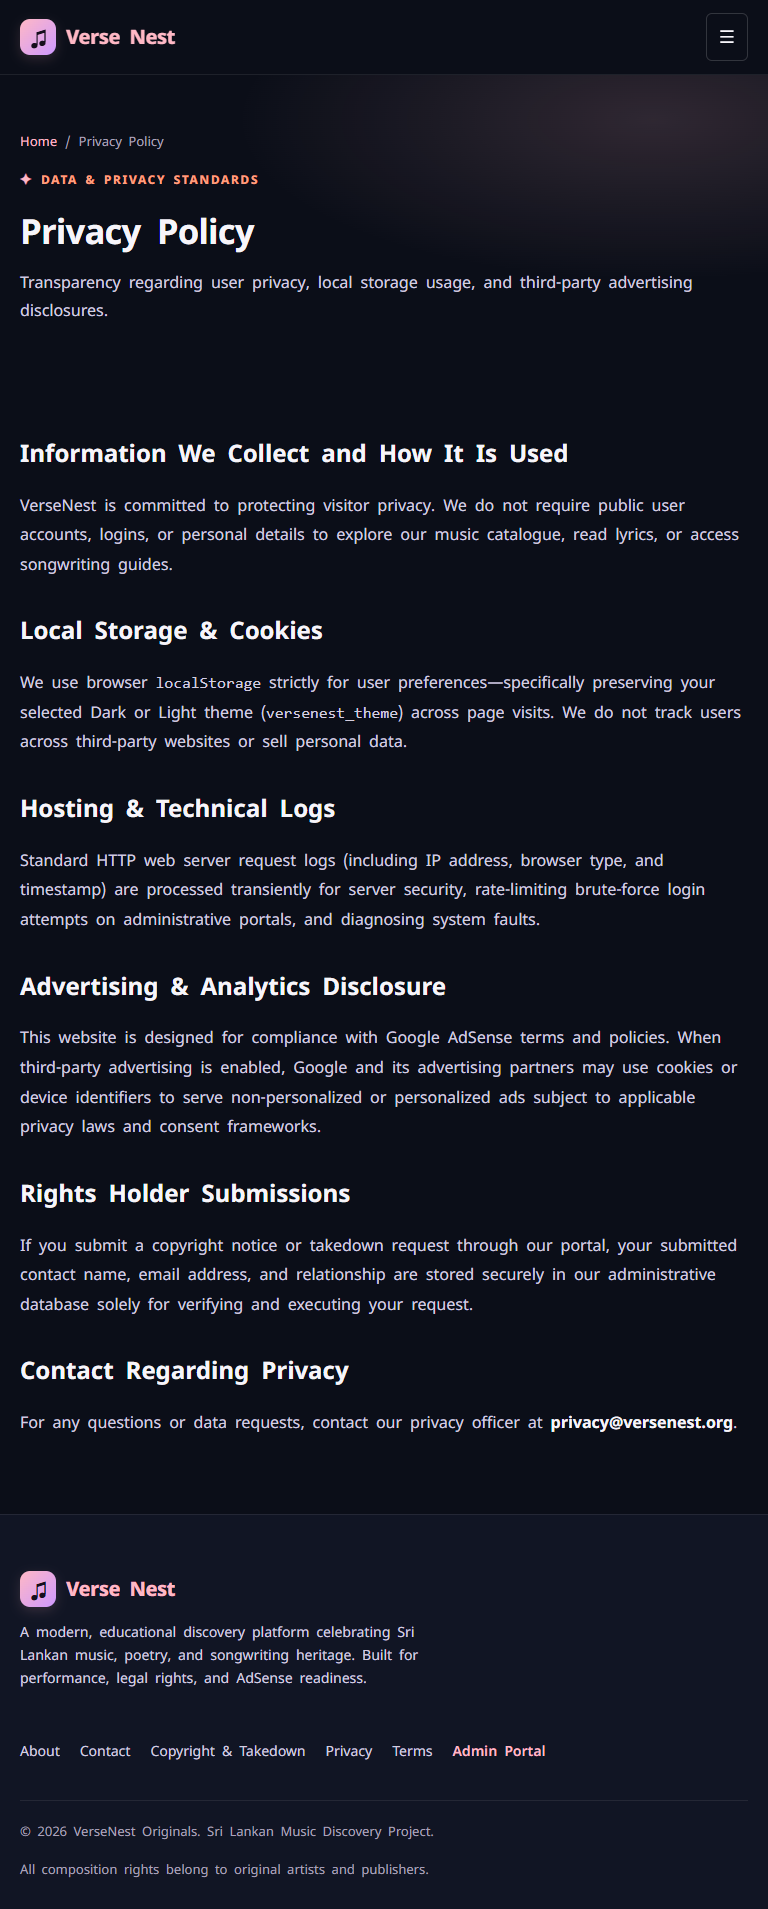 Verse Nest
Home / Privacy Policy
✦ DATA & PRIVACY STANDARDS
Privacy Policy
Transparency regarding user privacy, local storage usage, and third-party advertising
disclosures.
Information We Collect and How It Is Used
VerseNest is committed to protecting visitor privacy. We do not require public user
accounts, logins, or personal details to explore our music catalogue, read lyrics, or access
songwriting guides.
Local Storage & Cookies
We use browser localStorage strictly for user preferences—specifically preserving your
selected Dark or Light theme (versenest_theme) across page visits. We do not track users
across third-party websites or sell personal data.
Hosting & Technical Logs
Standard HTTP web server request logs (including IP address, browser type, and
timestamp) are processed transiently for server security, rate-limiting brute-force login
attempts on administrative portals, and diagnosing system faults.
Advertising & Analytics Disclosure
This website is designed for compliance with Google AdSense terms and policies. When
third-party advertising is enabled, Google and its advertising partners may use cookies or
device identifiers to serve non-personalized or personalized ads subject to applicable
privacy laws and consent frameworks.
Rights Holder Submissions
If you submit a copyright notice or takedown request through our portal, your submitted
contact name, email address, and relationship are stored securely in our administrative
database solely for verifying and executing your request.
Contact Regarding Privacy
For any questions or data requests, contact our privacy officer at privacy@versenest.org.
Verse Nest
A modern, educational discovery platform celebrating Sri
Lankan music, poetry, and songwriting heritage. Built for
performance, legal rights, and AdSense readiness.
About Contact Copyright & Takedown Privacy Terms Admin Portal
© 2026 VerseNest Originals. Sri Lankan Music Discovery Project.
All composition rights belong to original artists and publishers.